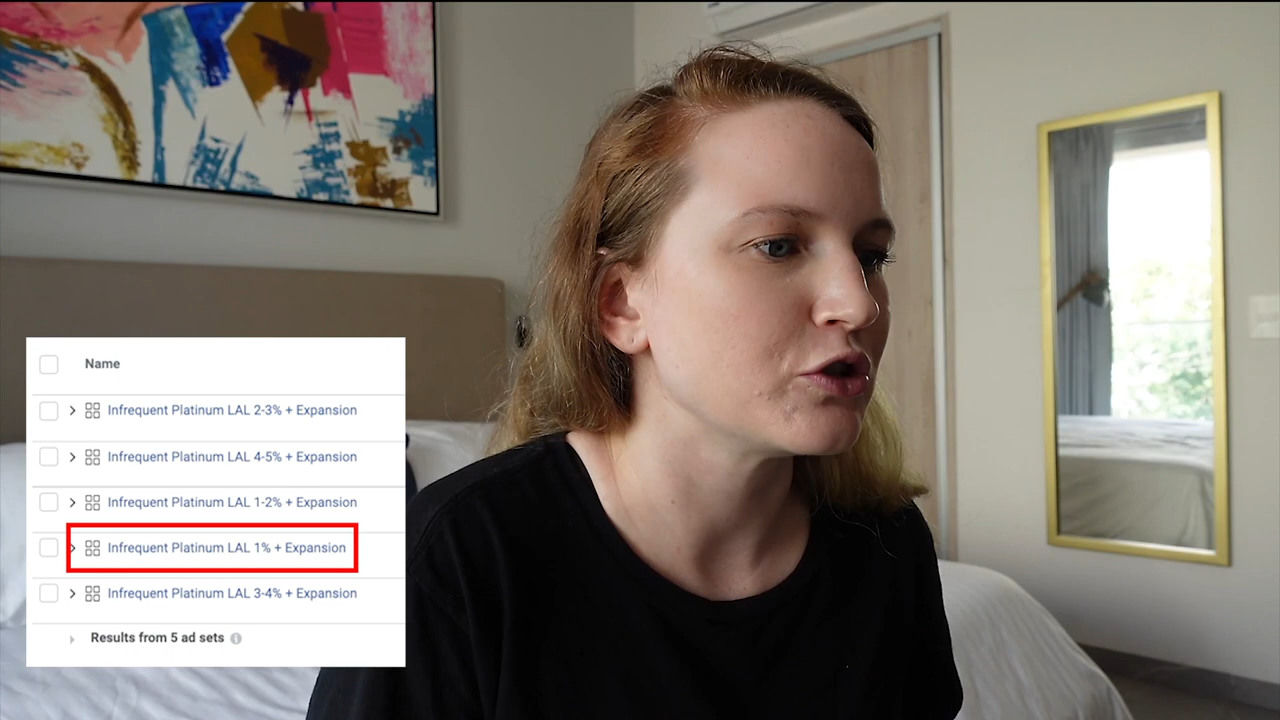 Name
Infrequent Platinum LAL 2-3% + Expansion
Infrequent Platinum LAL 4-5% + Expansion
Infrequent Platinum LAL 1-2% + Expansion
Infrequent Platinum LAL 1% + Expansion
Infrequent Platinum LAL 3-4% + Expansion
Results from 5 ad sets